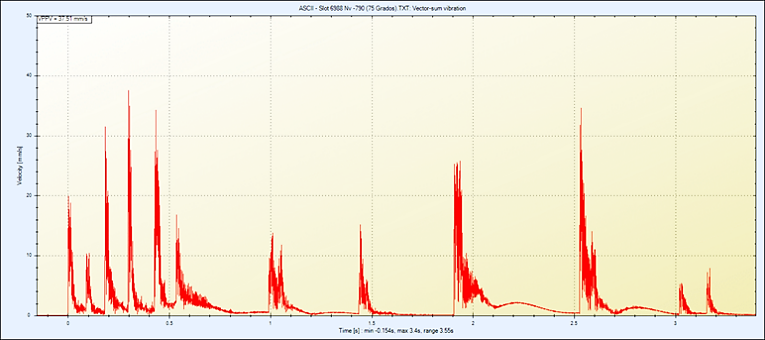 ASCII - Slot 6988 Nv -790 (75 Grados).TXT: Vector-sum vibration
VPPV = 37.51 mm/s
50
40
30
20
10
0
Velocity [mm/s]
0 0.5 1 1.5 2 2.5 3
Time [s] : min -0.154s, max 3.4s, range 3.55s